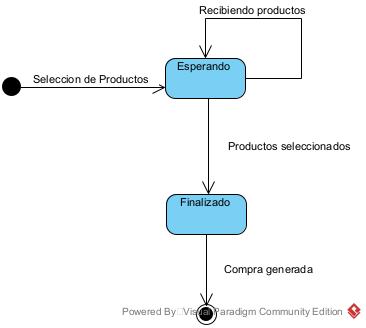 Recibiendo productos
Esperando
Seleccion de Productos
Productos seleccionados
Finalizado
Compra generada
Powered By Visual Paradigm Community Edition